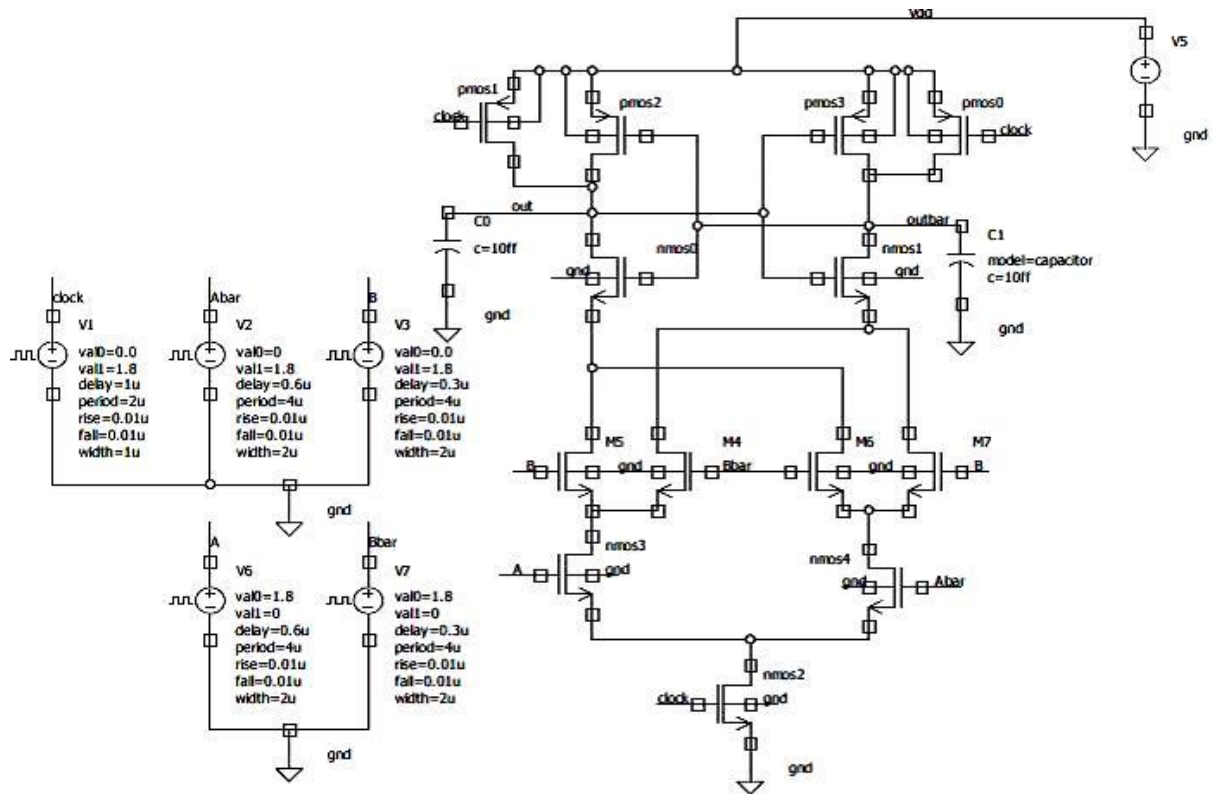 vdd
V5
pmos1
pmos2
pmos3
pmos0
clock
clock
gnd
out
outbar
C0
c=10ff
C1
model=capacitor
c=10ff
nmos0
nmos1
gnd
gnd
gnd
gnd
clock
Abar
B
V1
V2
V3
val0=0.0
val1=1.8
delay=1u
period=2u
rise=0.01u
fall=0.01u
width=1u
val0=0
val1=1.8
delay=0.6u
period=4u
rise=0.01u
fall=0.01u
width=2u
val0=0.0
val1=1.8
delay=0.3u
period=4u
rise=0.01u
fall=0.01u
width=2u
gnd
M5
M4
M6
M7
B
gnd
Bbar
gnd
B
A
Bbar
V6
V7
val0=1.8
val1=0
delay=0.6u
period=4u
rise=0.01u
fall=0.01u
width=2u
val0=1.8
val1=0
delay=0.3u
period=4u
rise=0.01u
fall=0.01u
width=2u
gnd
nmos3
nmos4
A
gnd
gnd
Abar
nmos2
clock
gnd
gnd